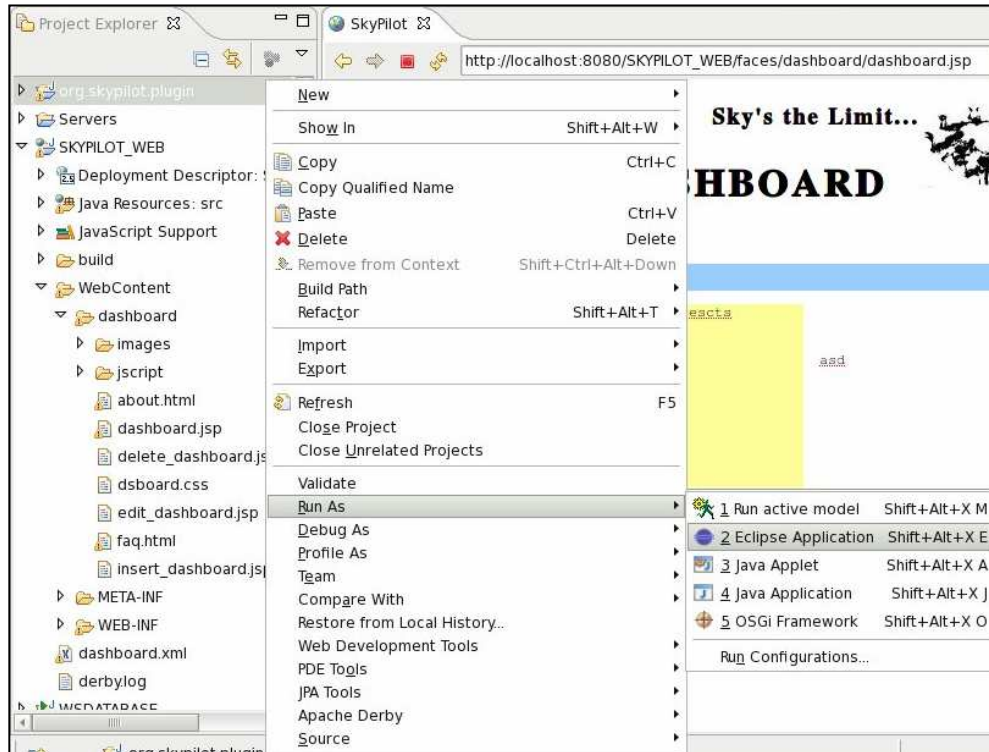 Project Explorer
SkyPilot
http://localhost:8080/SKYPILOT_WEB/faces/dashboard/dashboard.jsp
org.skypilot.plugin
Servers
SKYPILOT_WEB
Deployment Descriptor:
Java Resources: src
JavaScript Support
build
WebContent
dashboard
images
jscript
about.html
dashboard.jsp
delete_dashboard.js
dsboard.css
edit_dashboard.jsp
faq.html
insert_dashboard.jsp
META-INF
WEB-INF
dashboard.xml
derby.log
WSDATABASE
org.skypilot.plugin
New
Show In Shift+Alt+W
Copy Ctrl+C
Copy Qualified Name
Paste Ctrl+V
Delete Delete
Remove from Context Shift+Ctrl+Alt+Down
Build Path
Refactor Shift+Alt+T
Import
Export
Refresh F5
Close Project
Close Unrelated Projects
Validate
Run As
Debug As
Profile As
Team
Compare With
Restore from Local History...
Web Development Tools
PDE Tools
JPA Tools
Apache Derby
Source
Sky's the Limit...
HBOARD
escts
asd
1 Run active model Shift+Alt+X M
2 Eclipse Application Shift+Alt+X E
3 Java Applet Shift+Alt+X A
4 Java Application Shift+Alt+X J
5 OSGi Framework Shift+Alt+X O
Run Configurations...